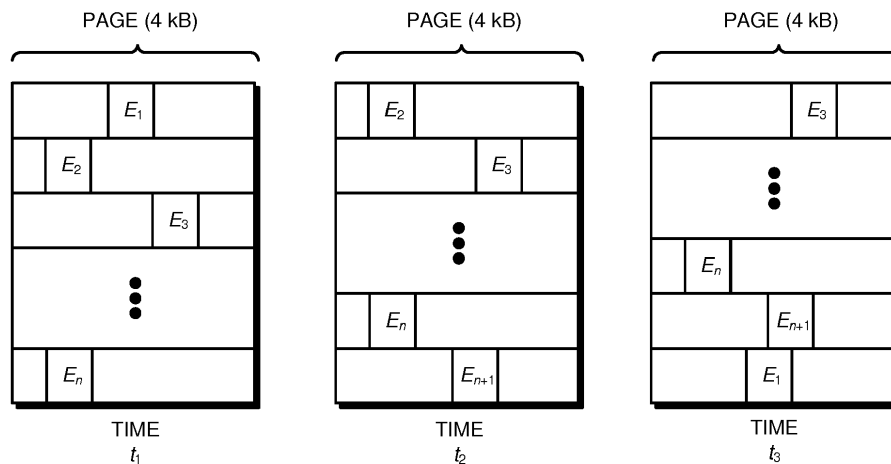 PAGE (4 kB) PAGE (4 kB) PAGE (4 kB)
E1 E2 E3
E2 E3
E3
En
En En En+1
En En+1 E1
TIME TIME TIME
t1 t2 t3